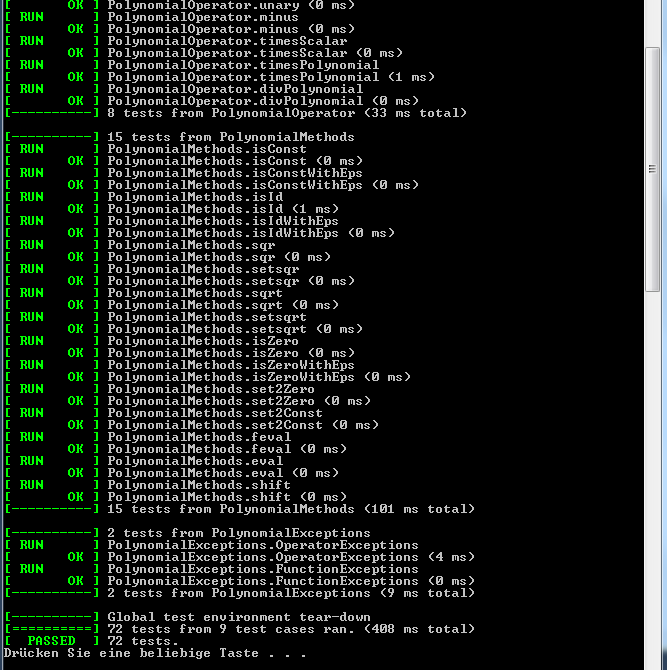 [       OK ] PolynomialOperator.unary (0 ms)
[ RUN      ] PolynomialOperator.minus
[       OK ] PolynomialOperator.minus (0 ms)
[ RUN      ] PolynomialOperator.timesScalar
[       OK ] PolynomialOperator.timesScalar (0 ms)
[ RUN      ] PolynomialOperator.timesPolynomial
[       OK ] PolynomialOperator.timesPolynomial (1 ms)
[ RUN      ] PolynomialOperator.divPolynomial
[       OK ] PolynomialOperator.divPolynomial (0 ms)
[----------] 8 tests from PolynomialOperator (33 ms total)
[----------] 15 tests from PolynomialMethods
[ RUN      ] PolynomialMethods.isConst
[       OK ] PolynomialMethods.isConst (0 ms)
[ RUN      ] PolynomialMethods.isConstWithEps
[       OK ] PolynomialMethods.isConstWithEps (0 ms)
[ RUN      ] PolynomialMethods.isId
[       OK ] PolynomialMethods.isId (1 ms)
[ RUN      ] PolynomialMethods.isIdWithEps
[       OK ] PolynomialMethods.isIdWithEps (0 ms)
[ RUN      ] PolynomialMethods.sqr
[       OK ] PolynomialMethods.sqr (0 ms)
[ RUN      ] PolynomialMethods.setsqr
[       OK ] PolynomialMethods.setsqr (0 ms)
[ RUN      ] PolynomialMethods.sqrt
[       OK ] PolynomialMethods.sqrt (0 ms)
[ RUN      ] PolynomialMethods.setsqrt
[       OK ] PolynomialMethods.setsqrt (0 ms)
[ RUN      ] PolynomialMethods.isZero
[       OK ] PolynomialMethods.isZero (0 ms)
[ RUN      ] PolynomialMethods.isZeroWithEps
[       OK ] PolynomialMethods.isZeroWithEps (0 ms)
[ RUN      ] PolynomialMethods.set2Zero
[       OK ] PolynomialMethods.set2Zero (0 ms)
[ RUN      ] PolynomialMethods.set2Const
[       OK ] PolynomialMethods.set2Const (0 ms)
[ RUN      ] PolynomialMethods.feval
[       OK ] PolynomialMethods.feval (0 ms)
[ RUN      ] PolynomialMethods.eval
[       OK ] PolynomialMethods.eval (0 ms)
[ RUN      ] PolynomialMethods.shift
[       OK ] PolynomialMethods.shift (0 ms)
[----------] 15 tests from PolynomialMethods (101 ms total)
[----------] 2 tests from PolynomialExceptions
[ RUN      ] PolynomialExceptions.OperatorExceptions
[       OK ] PolynomialExceptions.OperatorExceptions (4 ms)
[ RUN      ] PolynomialExceptions.FunctionExceptions
[       OK ] PolynomialExceptions.FunctionExceptions (0 ms)
[----------] 2 tests from PolynomialExceptions (9 ms total)
[----------] Global test environment tear-down
[==========] 72 tests from 9 test cases ran. (408 ms total)
[  PASSED  ] 72 tests.
Drücken Sie eine beliebige Taste . . .